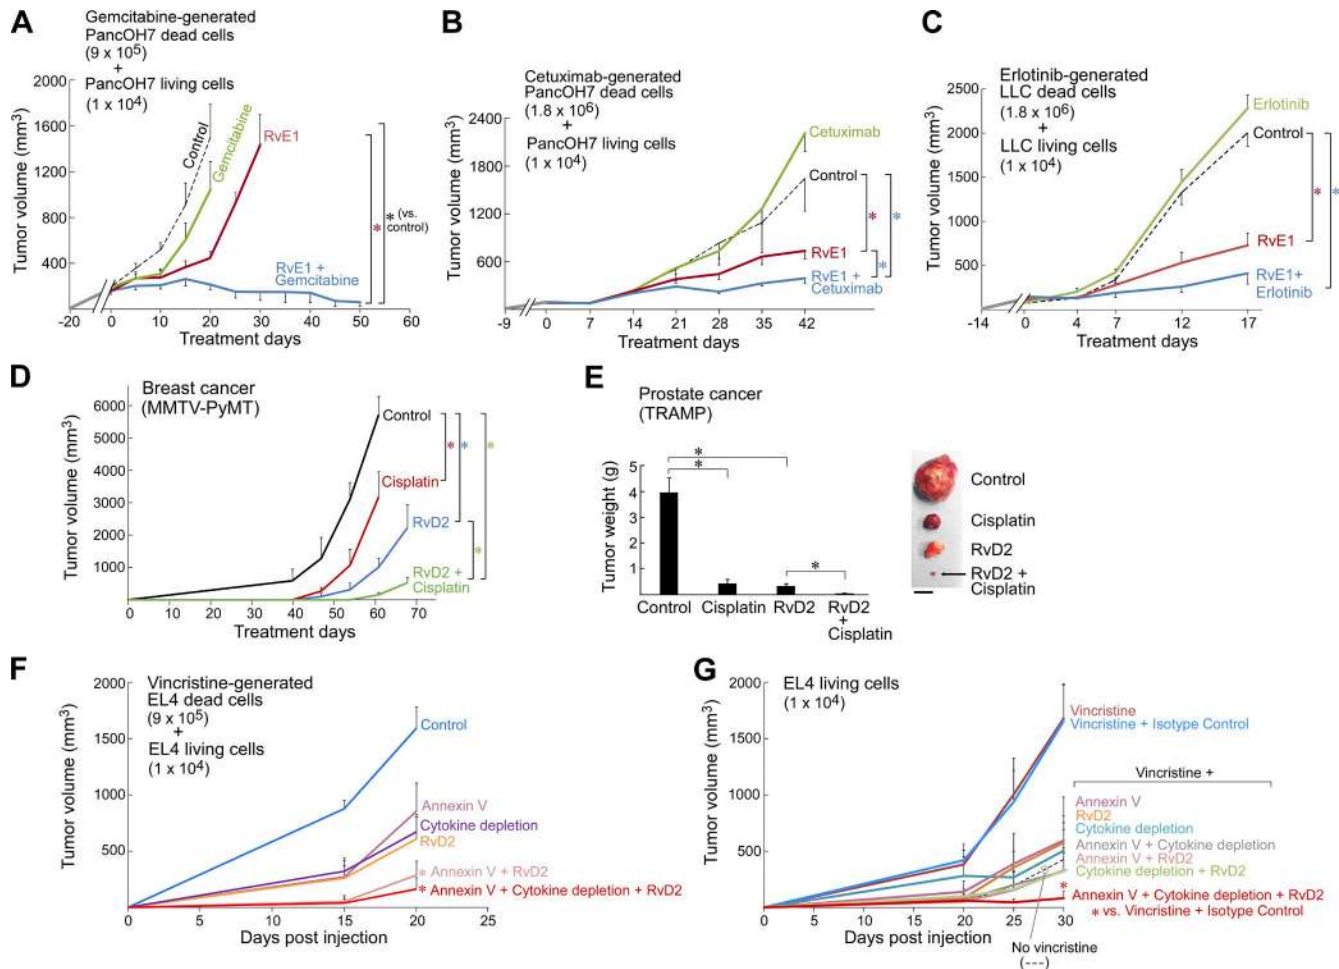 A
Gemcitabine-generated
PancOH7 dead cells
(9 x 10⁵)
+
PancOH7 living cells
(1 x 10⁴)
Tumor volume (mm³)
2000
1600
1200
800
400
Control
Gemcitabine
RvE1
* * (vs.
control)
RvE1 +
Gemcitabine
-20 0 10 20 30 40 50 60
Treatment days
B
Cetuximab-generated
PancOH7 dead cells
(1.8 x 10⁶)
+
PancOH7 living cells
(1 x 10⁴)
Tumor volume (mm³)
2400
1800
1200
600
Cetuximab
Control
* *
RvE1
*
RvE1 +
Cetuximab
-9 0 7 14 21 28 35 42
Treatment days
C
Erlotinib-generated
LLC dead cells
(1.8 x 10⁶)
+
LLC living cells
(1 x 10⁴)
Tumor volume (mm³)
2500
2000
1500
1000
500
Erlotinib
Control
* *
RvE1
RvE1+
Erlotinib
-14 0 4 7 12 17
Treatment days
D
Breast cancer
(MMTV-PyMT)
Tumor volume (mm³)
6000
5000
4000
3000
2000
1000
Control
* * *
Cisplatin
RvD2
*
RvD2 +
Cisplatin
0 10 20 30 40 50 60 70
Treatment days
E
Prostate cancer
(TRAMP)
Tumor weight (g)
5
4
3
2
1
*
*
*
Control Cisplatin RvD2 RvD2
+
Cisplatin
Control
Cisplatin
RvD2
RvD2 +
Cisplatin
F
Vincristine-generated
EL4 dead cells
(9 x 10⁵)
+
EL4 living cells
(1 x 10⁴)
Tumor volume (mm³)
2000
1500
1000
500
Control
Annexin V
Cytokine depletion
RvD2
* Annexin V + RvD2
* Annexin V + Cytokine depletion + RvD2
0 5 10 15 20 25
Days post injection
G
EL4 living cells
(1 x 10⁴)
Tumor volume (mm³)
2000
1500
1000
500
Vincristine
Vincristine + Isotype Control
Vincristine +
Annexin V
RvD2
Cytokine depletion
Annexin V + Cytokine depletion
Annexin V + RvD2
Cytokine depletion + RvD2
*
Annexin V + Cytokine depletion + RvD2
* vs. Vincristine + Isotype Control
0 5 10 15 20 25 30
Days post injection
No vincristine
(---)